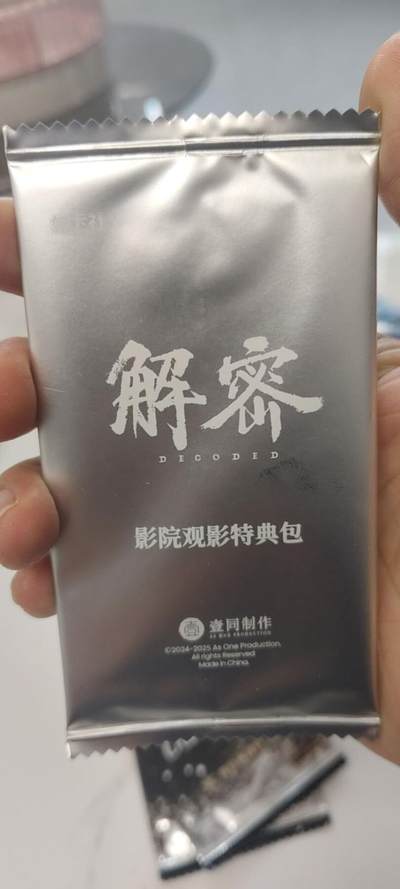 解密
DECODED
影院观影特典包
壹同制作
AS ONE PRODUCTION
©2024-2025 As One Production.
All rights Reserved
Made in China.